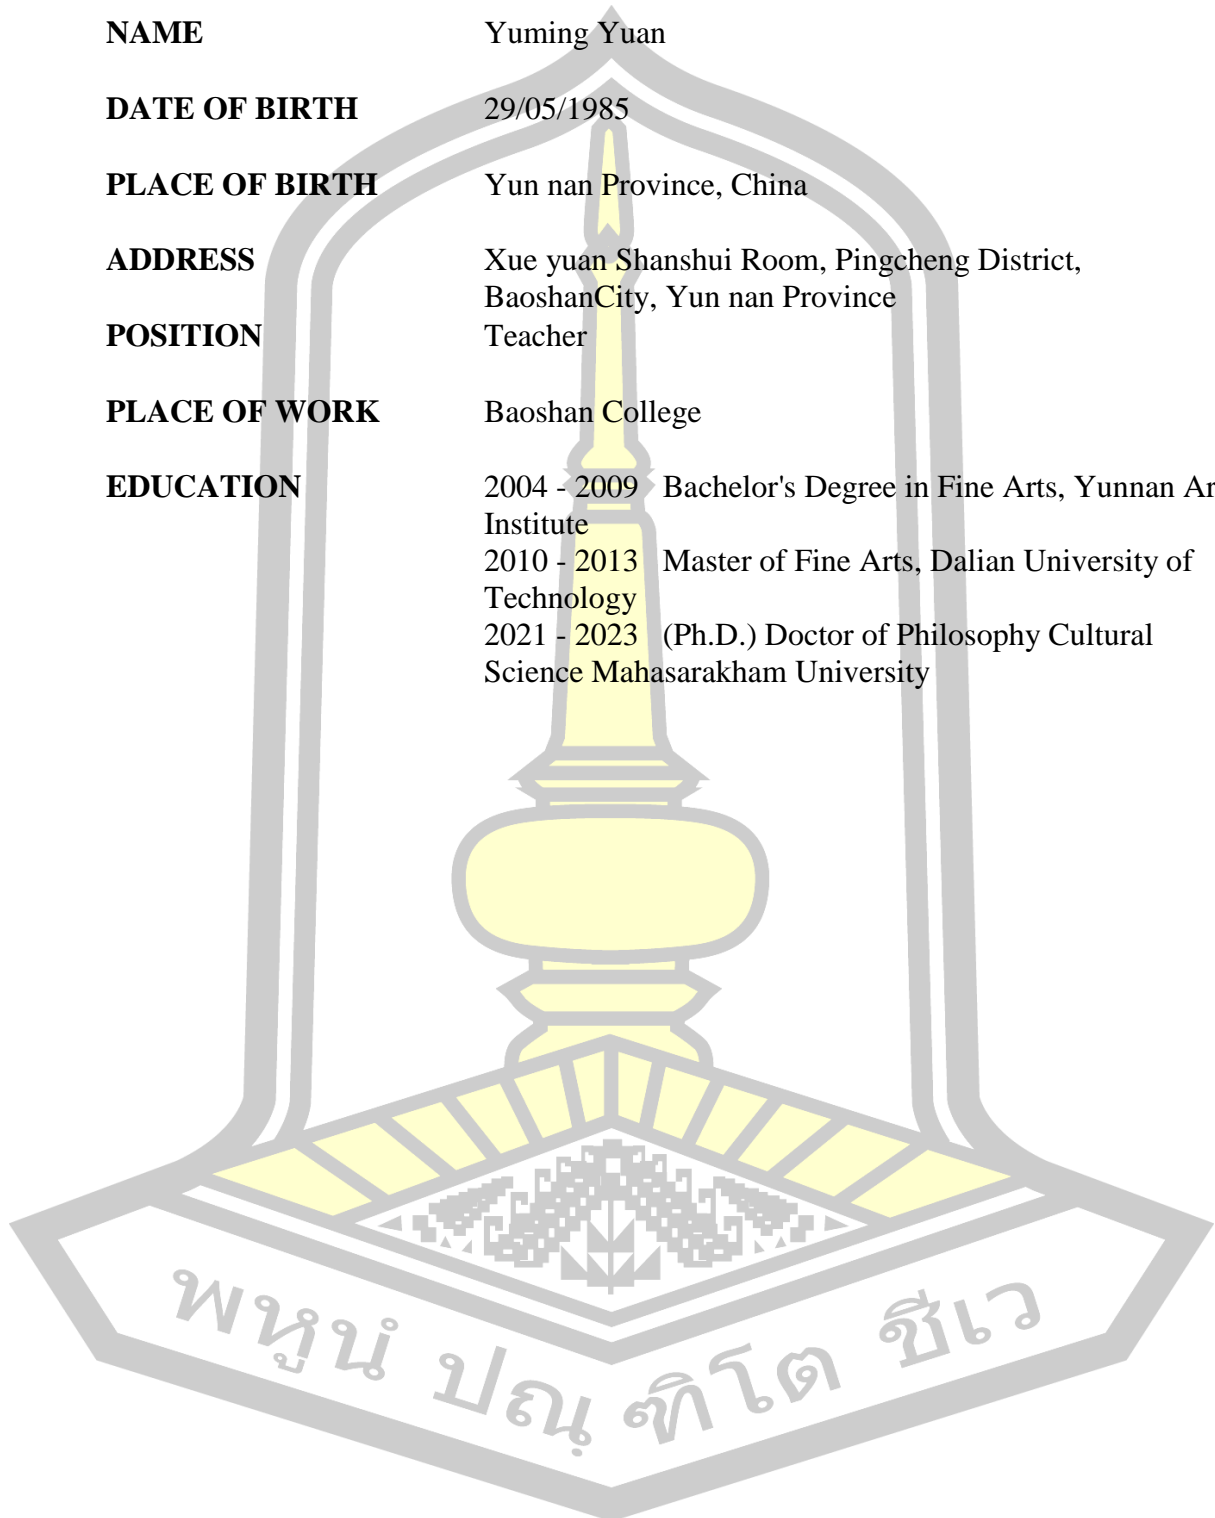 NAME Yuming Yuan
DATE OF BIRTH 29/05/1985
PLACE OF BIRTH Yun nan Province, China
ADDRESS Xue yuan Shanshui Room, Pingcheng District,
BaoshanCity, Yun nan Province
POSITION Teacher
PLACE OF WORK Baoshan College
EDUCATION 2004 - 2009 Bachelor's Degree in Fine Arts, Yunnan Ar
Institute
2010 - 2013 Master of Fine Arts, Dalian University of
Technology
2021 - 2023 (Ph.D.) Doctor of Philosophy Cultural
Science Mahasarakham University
พหูนํ ปณฺฑิโต ชีเว